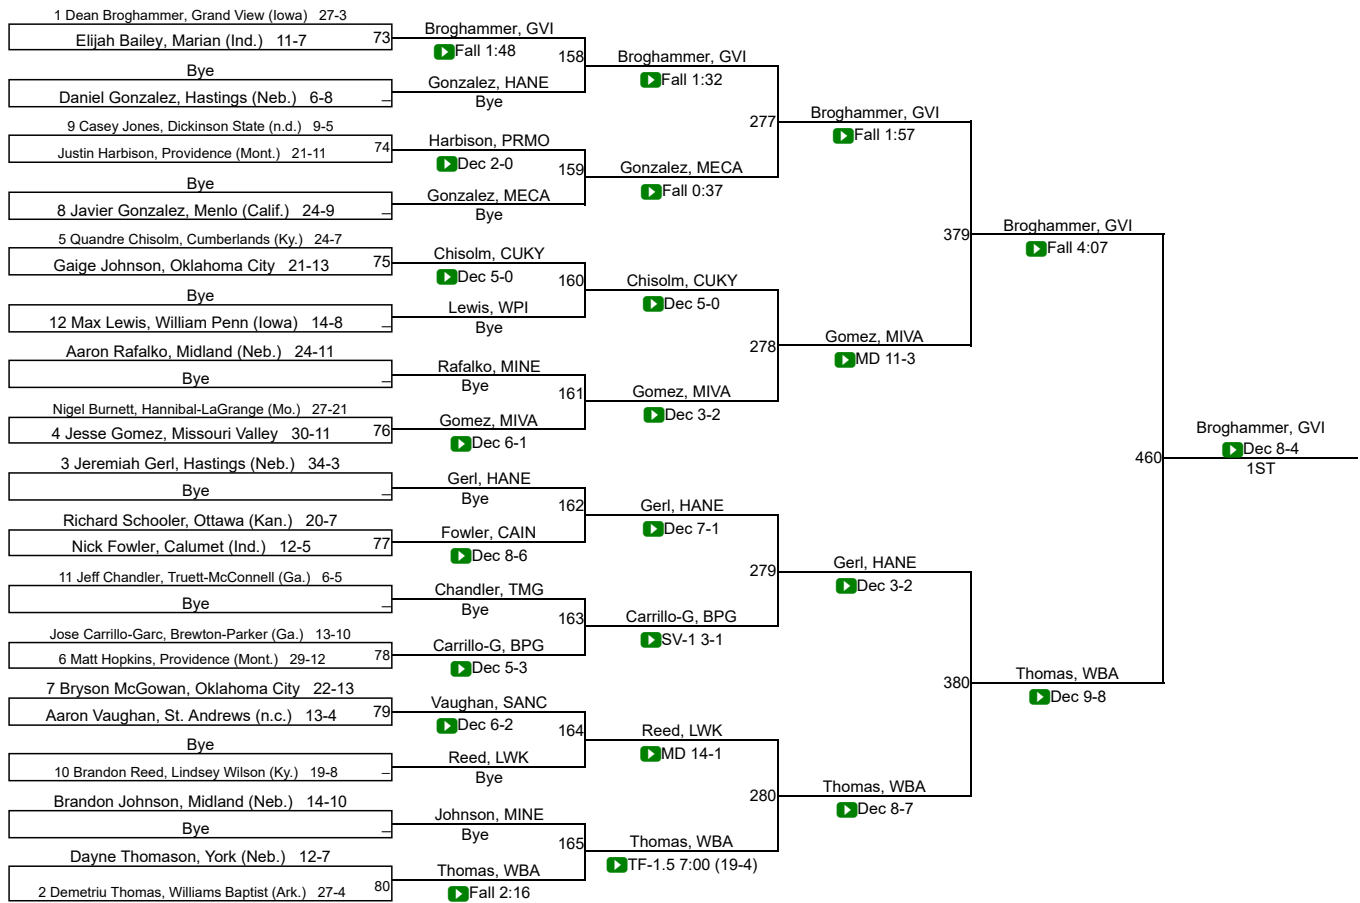 1 Dean Broghammer, Grand View (Iowa) 27-3
Elijah Bailey, Marian (Ind.) 11-7
73
Bye
Daniel Gonzalez, Hastings (Neb.) 6-8
_
9 Casey Jones, Dickinson State (n.d.) 9-5
Justin Harbison, Providence (Mont.) 21-11
74
Bye
8 Javier Gonzalez, Menlo (Calif.) 24-9
_
5 Quandre Chisolm, Cumberlands (Ky.) 24-7
Gaige Johnson, Oklahoma City 21-13
75
Bye
12 Max Lewis, William Penn (Iowa) 14-8
_
Aaron Rafalko, Midland (Neb.) 24-11
Bye
_
Nigel Burnett, Hannibal-LaGrange (Mo.) 27-21
4 Jesse Gomez, Missouri Valley 30-11
76
3 Jeremiah Gerl, Hastings (Neb.) 34-3
Bye
_
Richard Schooler, Ottawa (Kan.) 20-7
Nick Fowler, Calumet (Ind.) 12-5
77
11 Jeff Chandler, Truett-McConnell (Ga.) 6-5
Bye
_
Jose Carrillo-Garc, Brewton-Parker (Ga.) 13-10
6 Matt Hopkins, Providence (Mont.) 29-12
78
7 Bryson McGowan, Oklahoma City 22-13
Aaron Vaughan, St. Andrews (n.c.) 13-4
79
Bye
10 Brandon Reed, Lindsey Wilson (Ky.) 19-8
_
Brandon Johnson, Midland (Neb.) 14-10
Bye
_
Dayne Thomason, York (Neb.) 12-7
2 Demetriu Thomas, Williams Baptist (Ark.) 27-4
80
Broghammer, GVI
Fall 1:48
158
Gonzalez, HANE
Bye
Harbison, PRMO
Dec 2-0
159
Gonzalez, MECA
Bye
Chisolm, CUKY
Dec 5-0
160
Lewis, WPI
Bye
Rafalko, MINE
Bye
161
Gomez, MIVA
Dec 6-1
Gerl, HANE
Bye
162
Fowler, CAIN
Dec 8-6
Chandler, TMG
Bye
163
Carrillo-G, BPG
Dec 5-3
Vaughan, SANC
Dec 6-2
164
Reed, LWK
Bye
Johnson, MINE
Bye
165
Thomas, WBA
Fall 2:16
Broghammer, GVI
Fall 1:32
277
Gonzalez, MECA
Fall 0:37
Chisolm, CUKY
Dec 5-0
278
Gomez, MIVA
Dec 3-2
Gerl, HANE
Dec 7-1
279
Carrillo-G, BPG
SV-1 3-1
Reed, LWK
MD 14-1
280
Thomas, WBA
TF-1.5 7:00 (19-4)
Broghammer, GVI
Fall 1:57
379
Gomez, MIVA
MD 11-3
Gerl, HANE
Dec 3-2
380
Thomas, WBA
Dec 8-7
Broghammer, GVI
Fall 4:07
460
Thomas, WBA
Dec 9-8
Broghammer, GVI
Dec 8-4
1ST